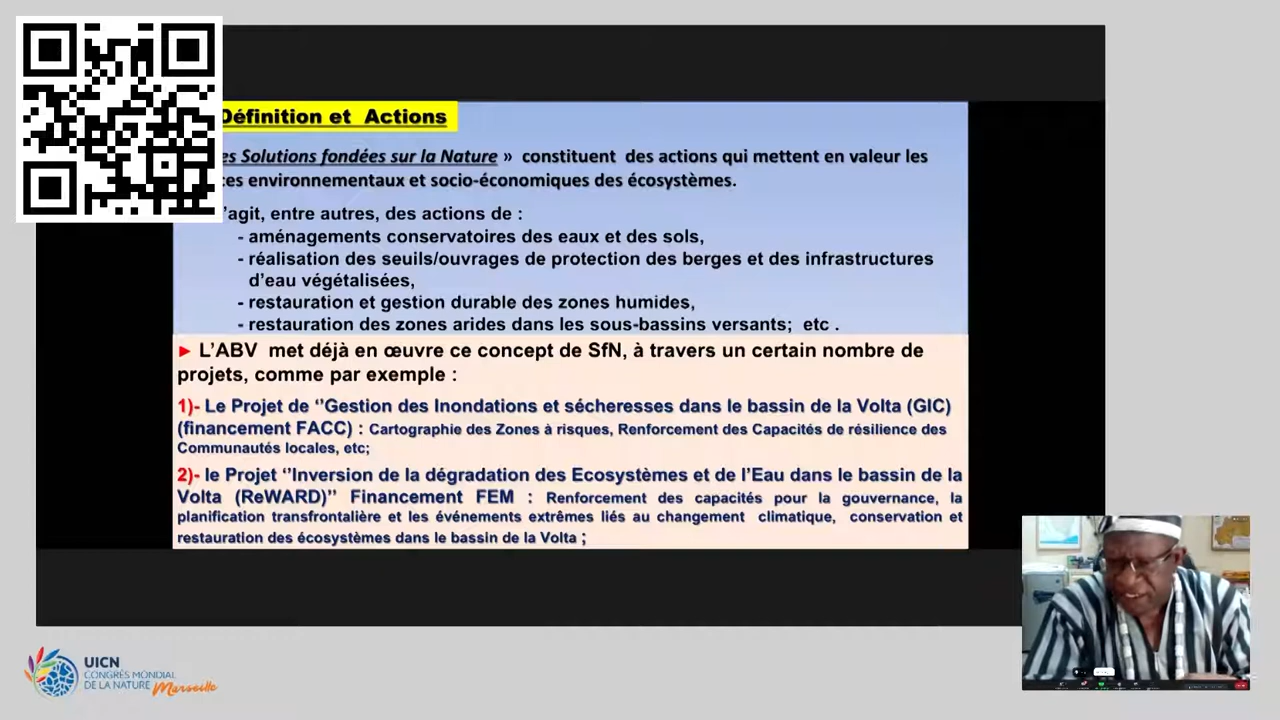 Définition et Actions
es Solutions fondées sur la Nature » constituent des actions qui mettent en valeur les
ces environnementaux et socio-économiques des écosystèmes.
'agit, entre autres, des actions de :
- aménagements conservatoires des eaux et des sols,
- réalisation des seuils/ouvrages de protection des berges et des infrastructures
d'eau végétalisées,
- restauration et gestion durable des zones humides,
- restauration des zones arides dans les sous-bassins versants; etc .
► L'ABV met déjà en œuvre ce concept de SfN, à travers un certain nombre de
projets, comme par exemple :
1)- Le Projet de ‘'Gestion des Inondations et sécheresses dans le bassin de la Volta (GIC)
(financement FACC) : Cartographie des Zones à risques, Renforcement des Capacités de résilience des
Communautés locales, etc;
2)- le Projet ‘'Inversion de la dégradation des Ecosystèmes et de l'Eau dans le bassin de la
Volta (ReWARD)'' Financement FEM : Renforcement des capacités pour la gouvernance, la
planification transfrontalière et les événements extrêmes liés au changement climatique, conservation et
restauration des écosystèmes dans le bassin de la Volta ;
UICN
CONGRÈS MONDIAL
DE LA NATURE
Marseille